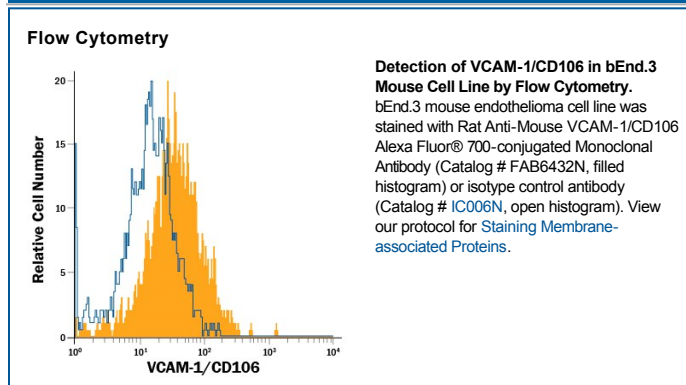 Flow Cytometry
20
15
10
5
0
Relative Cell Number
10⁰ 10¹ 10² 10³ 10⁴
VCAM-1/CD106
Detection of VCAM-1/CD106 in bEnd.3
Mouse Cell Line by Flow Cytometry.
bEnd.3 mouse endothelioma cell line was
stained with Rat Anti-Mouse VCAM-1/CD106
Alexa Fluor® 700-conjugated Monoclonal
Antibody (Catalog # FAB6432N, filled
histogram) or isotype control antibody
(Catalog # IC006N, open histogram). View
our protocol for Staining Membrane-
associated Proteins.